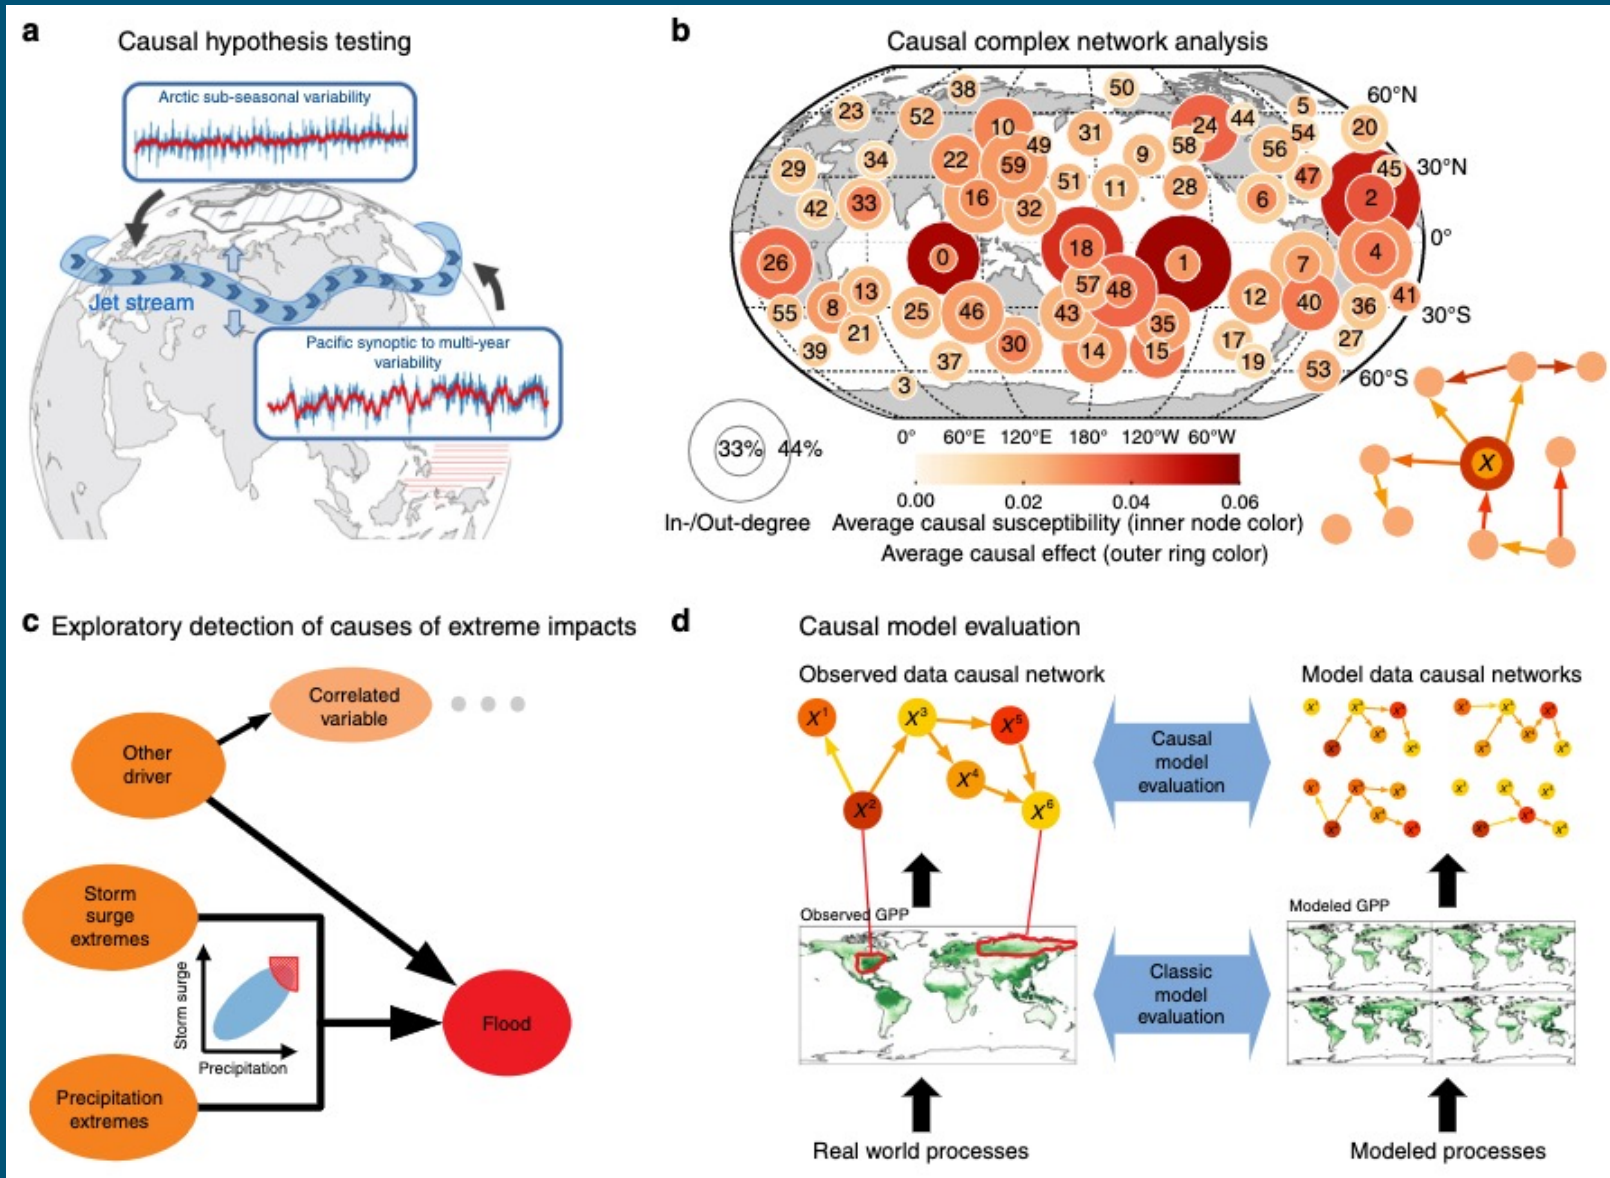 a
Causal hypothesis testing
Arctic sub-seasonal variability
Jet stream
Pacific synoptic to multi-year
variability
b
Causal complex network analysis
38
50
23
52
10
24
44
5
60°N
20
31
49
58
54
56
29
34
22
59
9
45
30°N
47
51
11
28
2
42
33
16
32
6
0°
26
0
18
1
7
4
57
48
13
12
40
36
41
30°S
55
8
25
46
43
35
21
39
37
30
14
15
17
19
27
53
60°S
3
0°
60°E
120°E
180°
120°W
60°W
33%
44%
In-/Out-degree
0.00
0.02
0.04
0.06
Average causal susceptibility (inner node color)
Average causal effect (outer ring color)
X
c
Exploratory detection of causes of extreme impacts
Correlated
variable
Other
driver
Storm
surge
extremes
Storm surge
Precipitation
Precipitation
extremes
Flood
d
Causal model evaluation
Observed data causal network
X1
X3
X5
X4
X2
X6
Causal
model
evaluation
Model data causal networks
Observed GPP
Classic
model
evaluation
Modeled GPP
Real world processes
Modeled processes